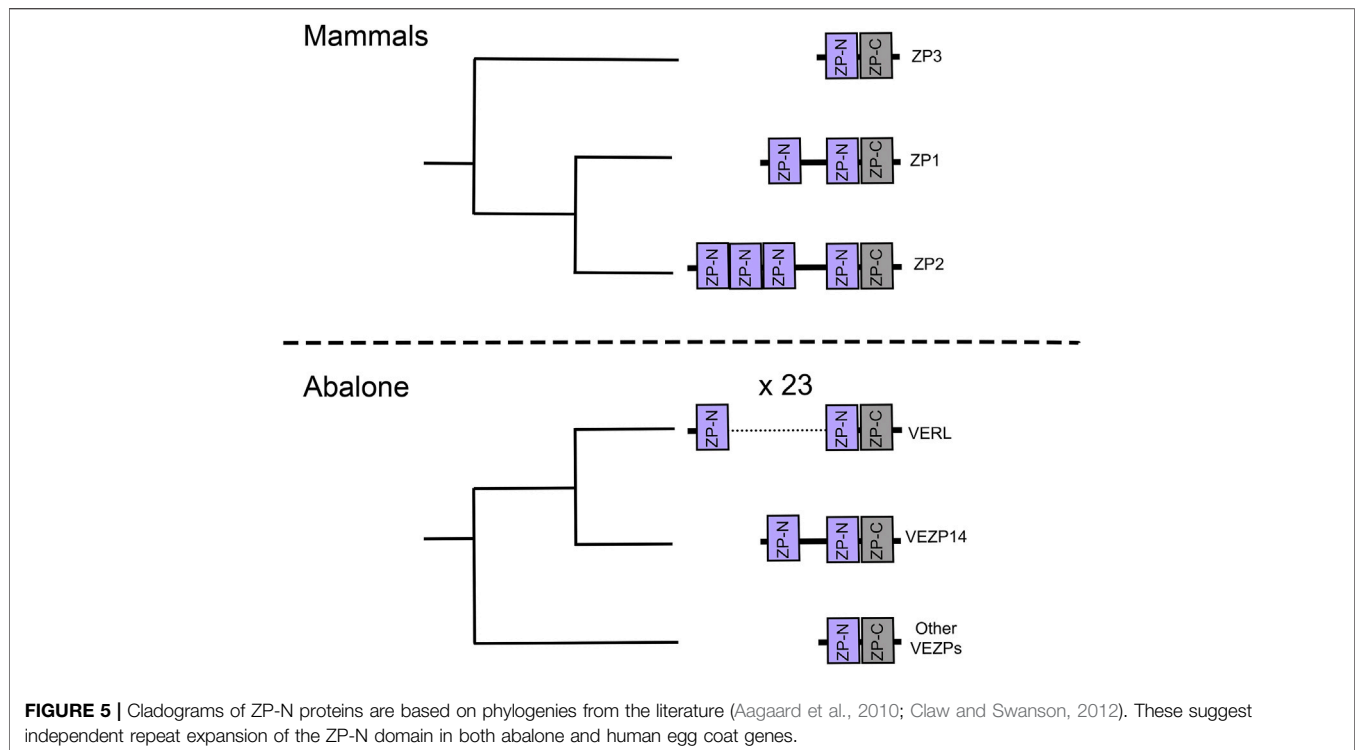 Mammals
ZP-N ZP-C ZP3
ZP-N ZP-N ZP-C ZP1
ZP-N ZP-N ZP-N ZP-N ZP-C ZP2
Abalone
x 23
ZP-N ZP-N ZP-C VERL
ZP-N ZP-N ZP-C VEZP14
ZP-N ZP-C Other
VEZPs
FIGURE 5 | Cladograms of ZP-N proteins are based on phylogenies from the literature (Aagaard et al., 2010; Claw and Swanson, 2012). These suggest
independent repeat expansion of the ZP-N domain in both abalone and human egg coat genes.